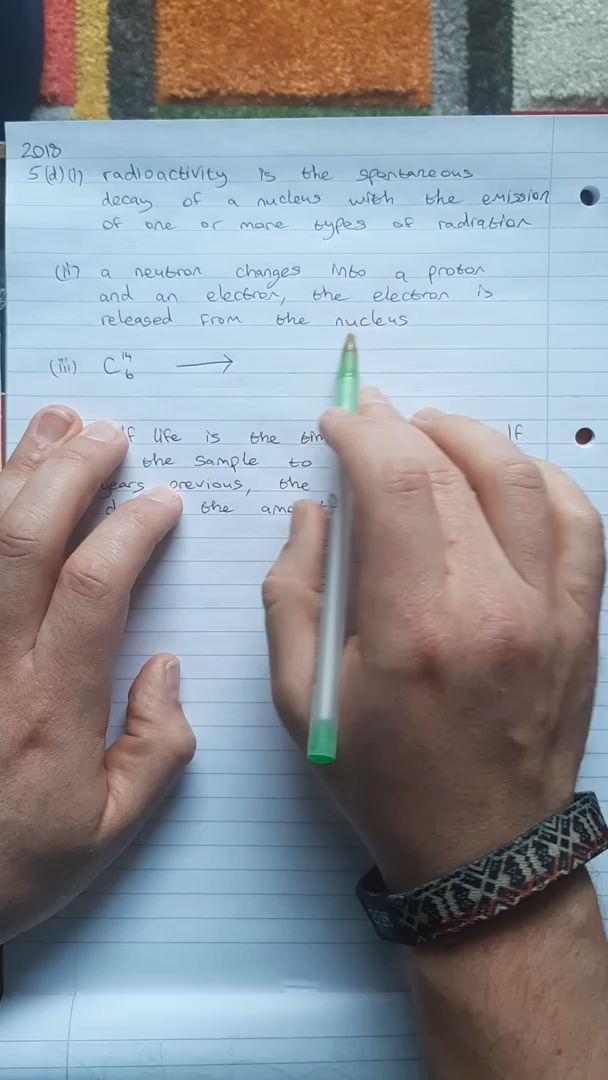 2018
5(d)(i) radioactivity is the spontaneous
decay of a nucleus with the emission
of one or more types of radiation
(ii) a neutron changes into a proton
and an electron, the electron is
released from the nucleus
(iii) C 14 6 →
life is the If
the sample to
years previous, the
the